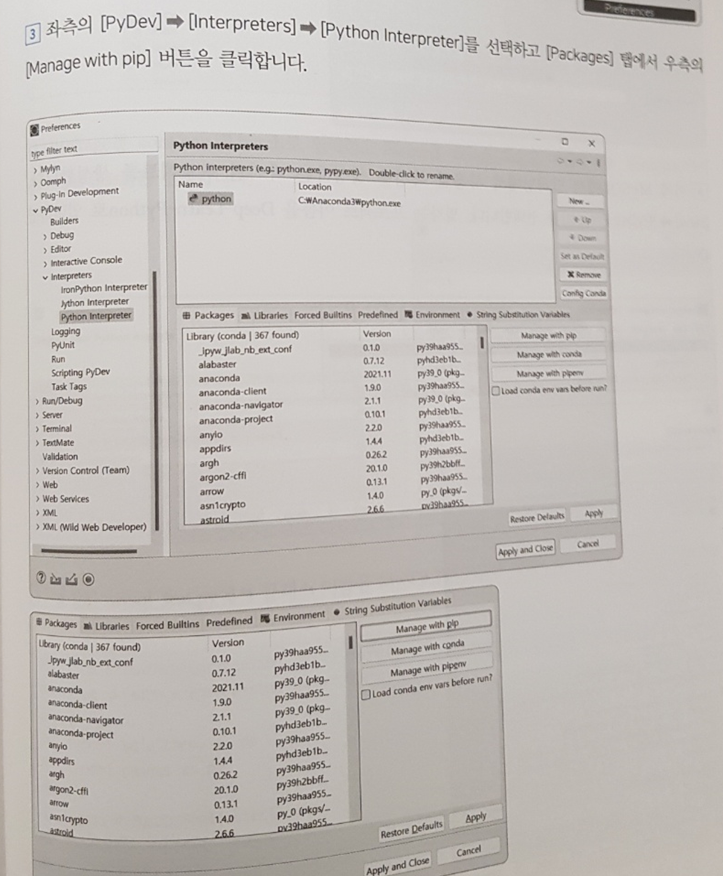 Preferences
3 좌측의 [PyDev] ➡ [Interpreters] ➡ [Python Interpreter]를 선택하고 [Packages] 탭에서 우측의
[Manage with pip] 버튼을 클릭합니다.
Preferences
type filter text
> Mylyn
> Oomph
> Plug-in Development
v PyDev
Builders
> Debug
> Editor
> Interactive Console
v Interpreters
IronPython Interpreter
Jython Interpreter
Python Interpreter
Logging
PyUnit
Run
Scripting PyDev
Task Tags
> Run/Debug
> Server
> Terminal
> TextMate
Validation
> Version Control (Team)
> Web
> Web Services
> XML
> XML (Wild Web Developer)
Python Interpreters
Python Interpreters (e.g.: python.exe, pypy.exe). Double-click to rename.
Name Location
python C:₩Anaconda3₩python.exe
New...
Up
Down
Set as Default
Remove
Config Conda
Packages Libraries Forced Builtins Predefined Environment String Substitution Variables
Library (conda | 367 found) Version
_ipyw_jlab_nb_ext_conf 0.1.0 py39haa955...
alabaster 0.7.12 pyhd3eb1b...
anaconda 2021.11 py39_0 (pkg...
anaconda-client 1.9.0 py39haa955...
anaconda-navigator 2.1.1 py39_0 (pkg...
anaconda-project 0.10.1 pyhd3eb1b...
anyio 2.2.0 py39haa955...
appdirs 1.4.4 pyhd3eb1b...
argh 0.26.2 py39haa955...
argon2-cffi 20.1.0 py39h2bbff...
arrow 0.13.1 py39haa955...
asn1crypto 1.4.0 py_0 (pkgs/...
astroid 2.6.6 py39haa955...
Manage with pip
Manage with conda
Manage with pipenv
Load conda env vars before run?
Restore Defaults Apply
Apply and Close Cancel
Packages Libraries Forced Builtins Predefined Environment String Substitution Variables
Library (conda | 367 found) Version
_ipyw_jlab_nb_ext_conf 0.1.0 py39haa955...
alabaster 0.7.12 pyhd3eb1b...
anaconda 2021.11 py39_0 (pkg...
anaconda-client 1.9.0 py39haa955...
anaconda-navigator 2.1.1 py39_0 (pkg...
anaconda-project 0.10.1 pyhd3eb1b...
anyio 2.2.0 py39haa955...
appdirs 1.4.4 pyhd3eb1b...
argh 0.26.2 py39haa955...
argon2-cffi 20.1.0 py39h2bbff...
arrow 0.13.1 py39haa955...
asn1crypto 1.4.0 py_0 (pkgs/...
astroid 2.6.6 py39haa955...
Manage with pip
Manage with conda
Manage with pipenv
Load conda env vars before run?
Restore Defaults Apply
Apply and Close Cancel